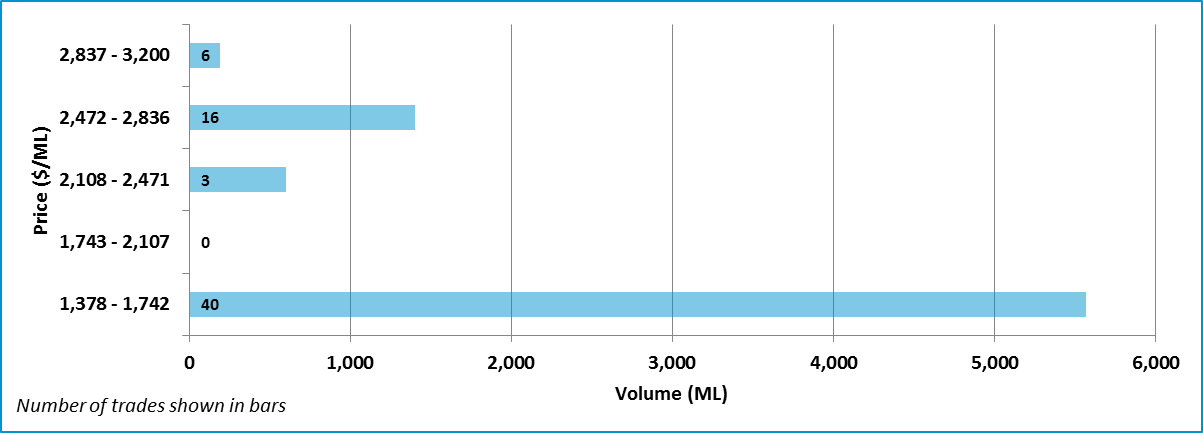 Price ($/ML)
2,837 - 3,200
6
2,472 - 2,836
16
2,108 - 2,471
3
1,743 - 2,107
0
1,378 - 1,742
40
0 1,000 2,000 3,000 4,000 5,000 6,000
Volume (ML)
Number of trades shown in bars